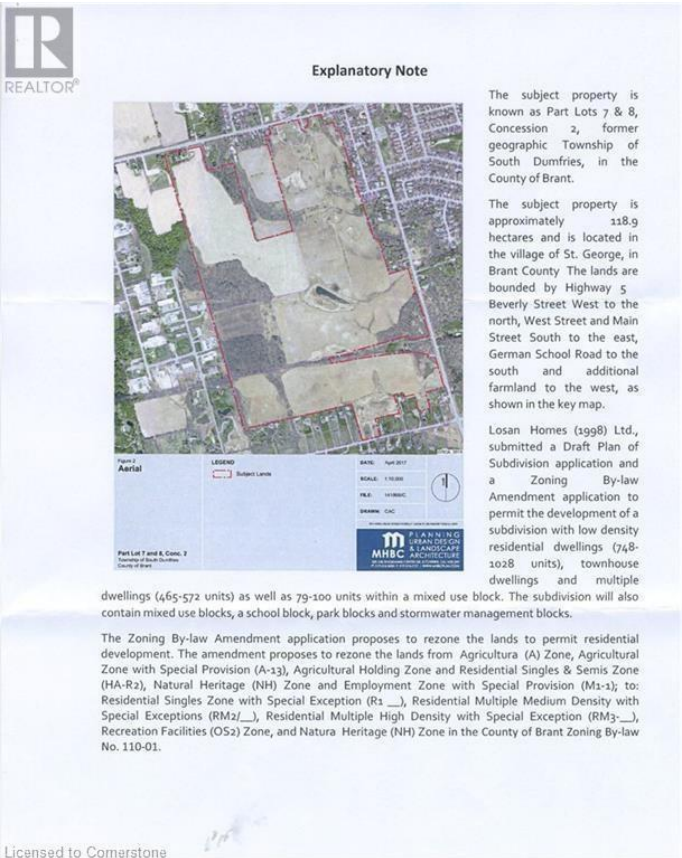 REALTOR®
Explanatory Note
The subject property is
known as Part Lots 7 & 8,
Concession 2, former
geographic Township of
South Dumfries, in the
County of Brant.
The subject property is
approximately 118.9
hectares and is located in
the village of St. George, in
Brant County The lands are
bounded by Highway 5
Beverly Street West to the
north, West Street and Main
Street South to the east,
German School Road to the
south and additional
farmland to the west, as
shown in the key map.
Losan Homes (1998) Ltd.,
submitted a Draft Plan of
Subdivision application and
a Zoning By-law
Amendment application to
permit the development of a
subdivision with low density
residential dwellings (748-
1028 units), townhouse
dwellings and multiple
Figure 2
Aerial
LEGEND
Subject Lands
DATE: April 2017
SCALE:
FILE:
DRAWN: CAC
Part Lot 7 and 8, Conc. 2
Township of South Dumfries
County of Brant
MHBC
PLANNING
URBAN DESIGN
& LANDSCAPE
ARCHITECTURE
dwellings (465-572 units) as well as 79-100 units within a mixed use block. The subdivision will also
contain mixed use blocks, a school block, park blocks and stormwater management blocks.
The Zoning By-law Amendment application proposes to rezone the lands to permit residential
development. The amendment proposes to rezone the lands from Agricultura (A) Zone, Agricultural
Zone with Special Provision (A-13), Agricultural Holding Zone and Residential Singles & Semis Zone
(HA-R2), Natural Heritage (NH) Zone and Employment Zone with Special Provision (M1-1); to:
Residential Singles Zone with Special Exception (R1 __), Residential Multiple Medium Density with
Special Exceptions (RM2/__), Residential Multiple High Density with Special Exception (RM3-__),
Recreation Facilities (OS2) Zone, and Natura Heritage (NH) Zone in the County of Brant Zoning By-law
No. 110-01.
Licensed to Cornerstone